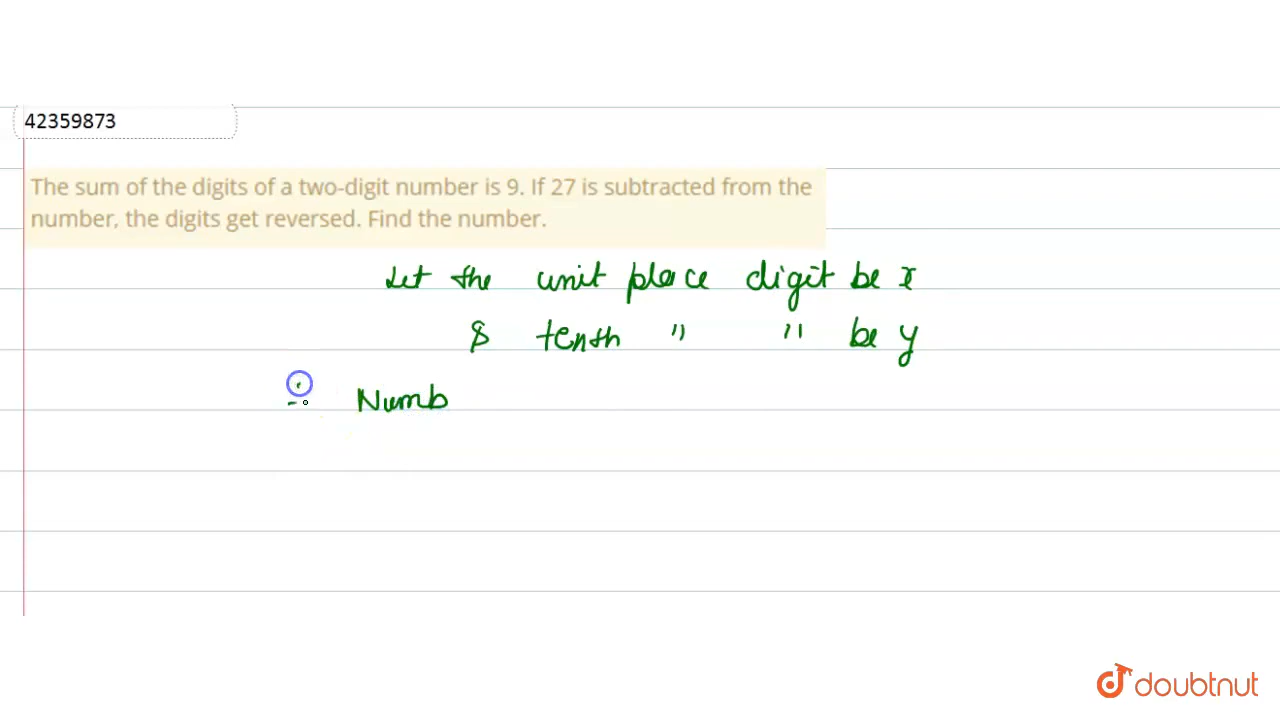 42359873
The sum of the digits of a two-digit number is 9. If 27 is subtracted from the
number, the digits get reversed. Find the number.
Let the unit place digit be x
& tenth " " be y
Numb
doubtnut